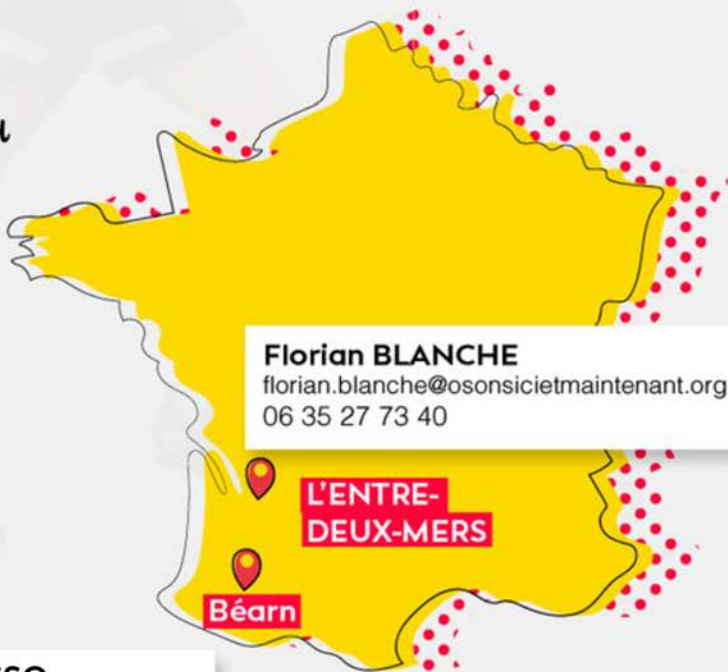 Florian BLANCHE
florian.blanche@osonsicietmaintenant.org
06 35 27 73 40
L'ENTRE-
DEUX-MERS
Béarn